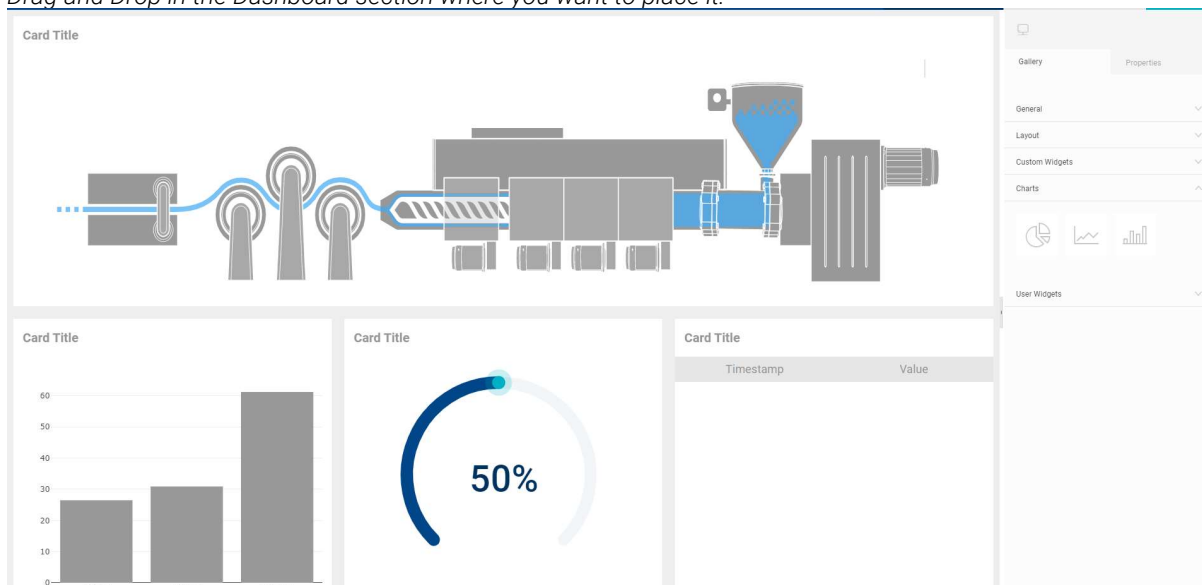 Drag and Drop in the Dashboard section where you want to place it.
Card Title
Gallery
Properties
General
Layout
Custom Widgets
Charts
User Widgets
Card Title
60
50
40
30
20
10
0
Card Title
50%
Card Title
Timestamp
Value